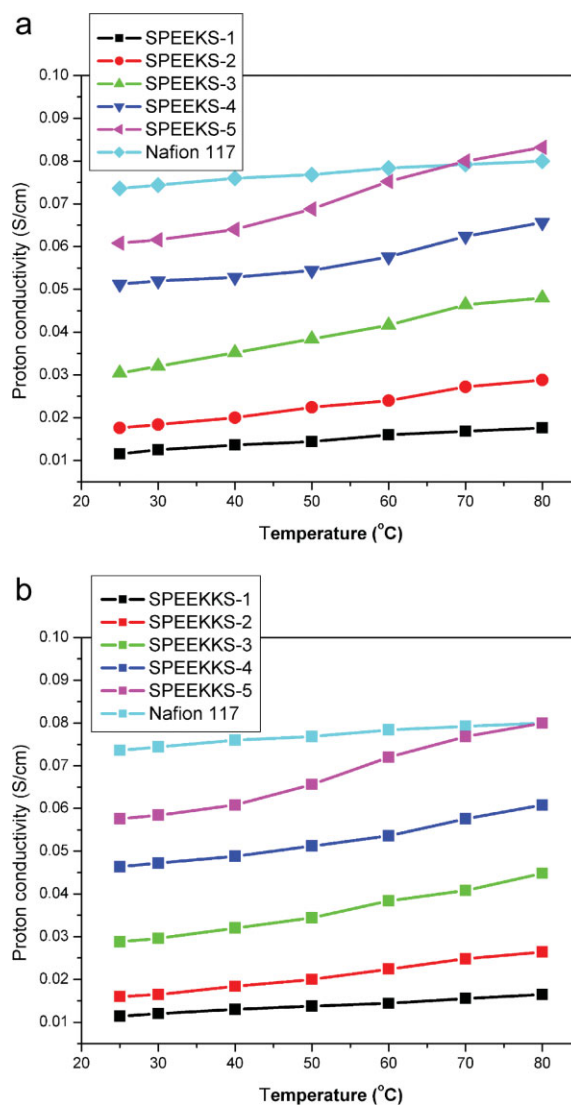 a
SPEEKS-1
SPEEKS-2
SPEEKS-3
SPEEKS-4
SPEEKS-5
Nafion 117
0.10
0.09
0.08
0.07
0.06
0.05
0.04
0.03
0.02
0.01
Proton conductivity (S/cm)
20 30 40 50 60 70 80
Temperature (°C)
b
SPEEKKS-1
SPEEKKS-2
SPEEKKS-3
SPEEKKS-4
SPEEKKS-5
Nafion 117
0.10
0.09
0.08
0.07
0.06
0.05
0.04
0.03
0.02
0.01
Proton conductivity (S/cm)
20 30 40 50 60 70 80
Temperature (°C)